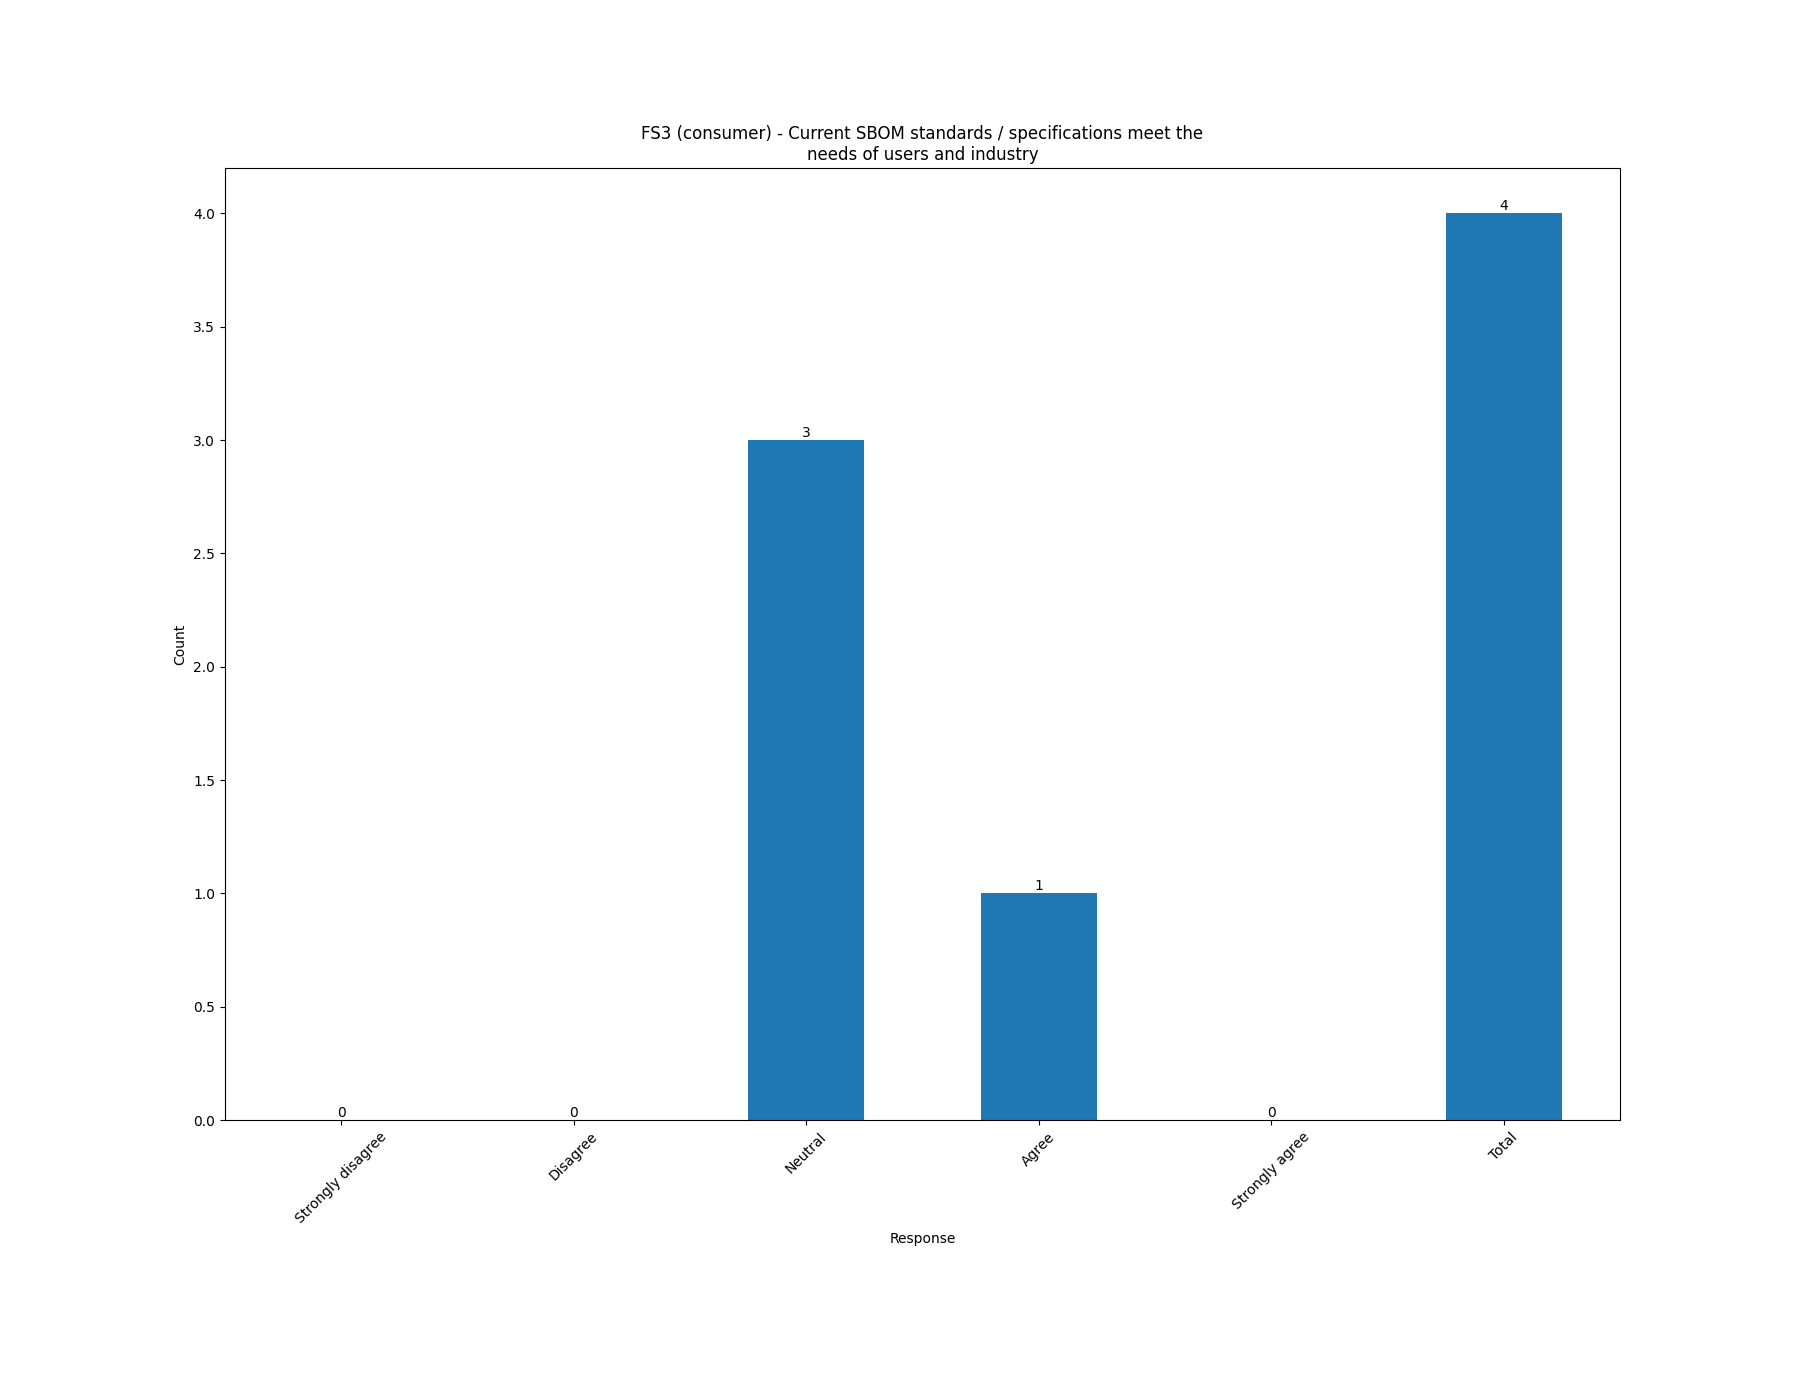 FS3 (consumer) - Current SBOM standards / specifications meet the
needs of users and industry
4.0
3.5
3.0
2.5
2.0
1.5
1.0
0.5
0.0
Count
0
0
3
1
0
4
Strongly disagree
Disagree
Neutral
Agree
Strongly agree
Total
Response